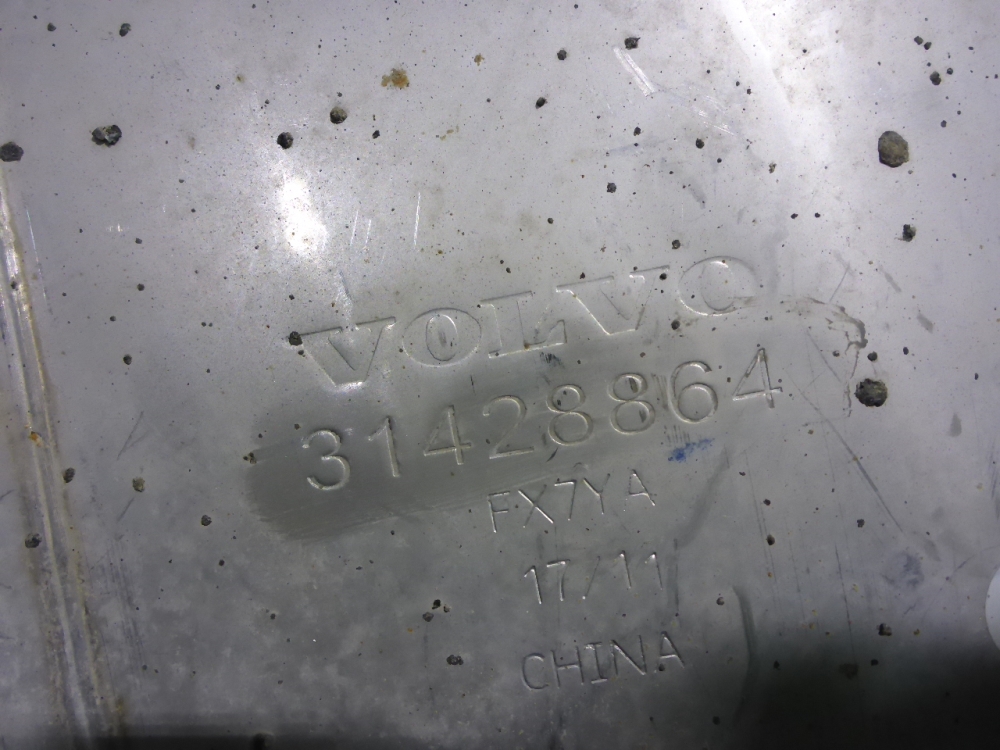 VOLVO
31428864
FX7YA
17/11
CHINA